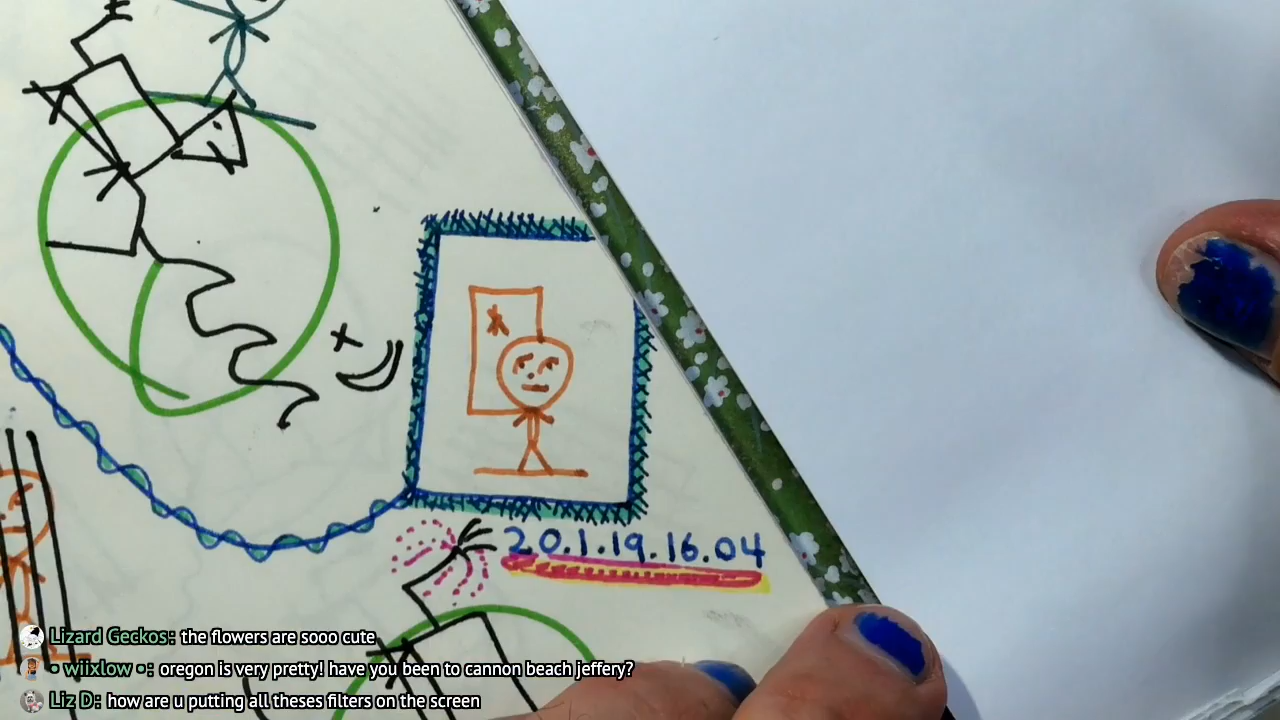 20.1.19.16.04
Lizard Geckos: the flowers are sooo cute
• wiixlow •: oregon is very pretty! have you been to cannon beach jeffery?
Liz D: how are u putting all theses filters on the screen